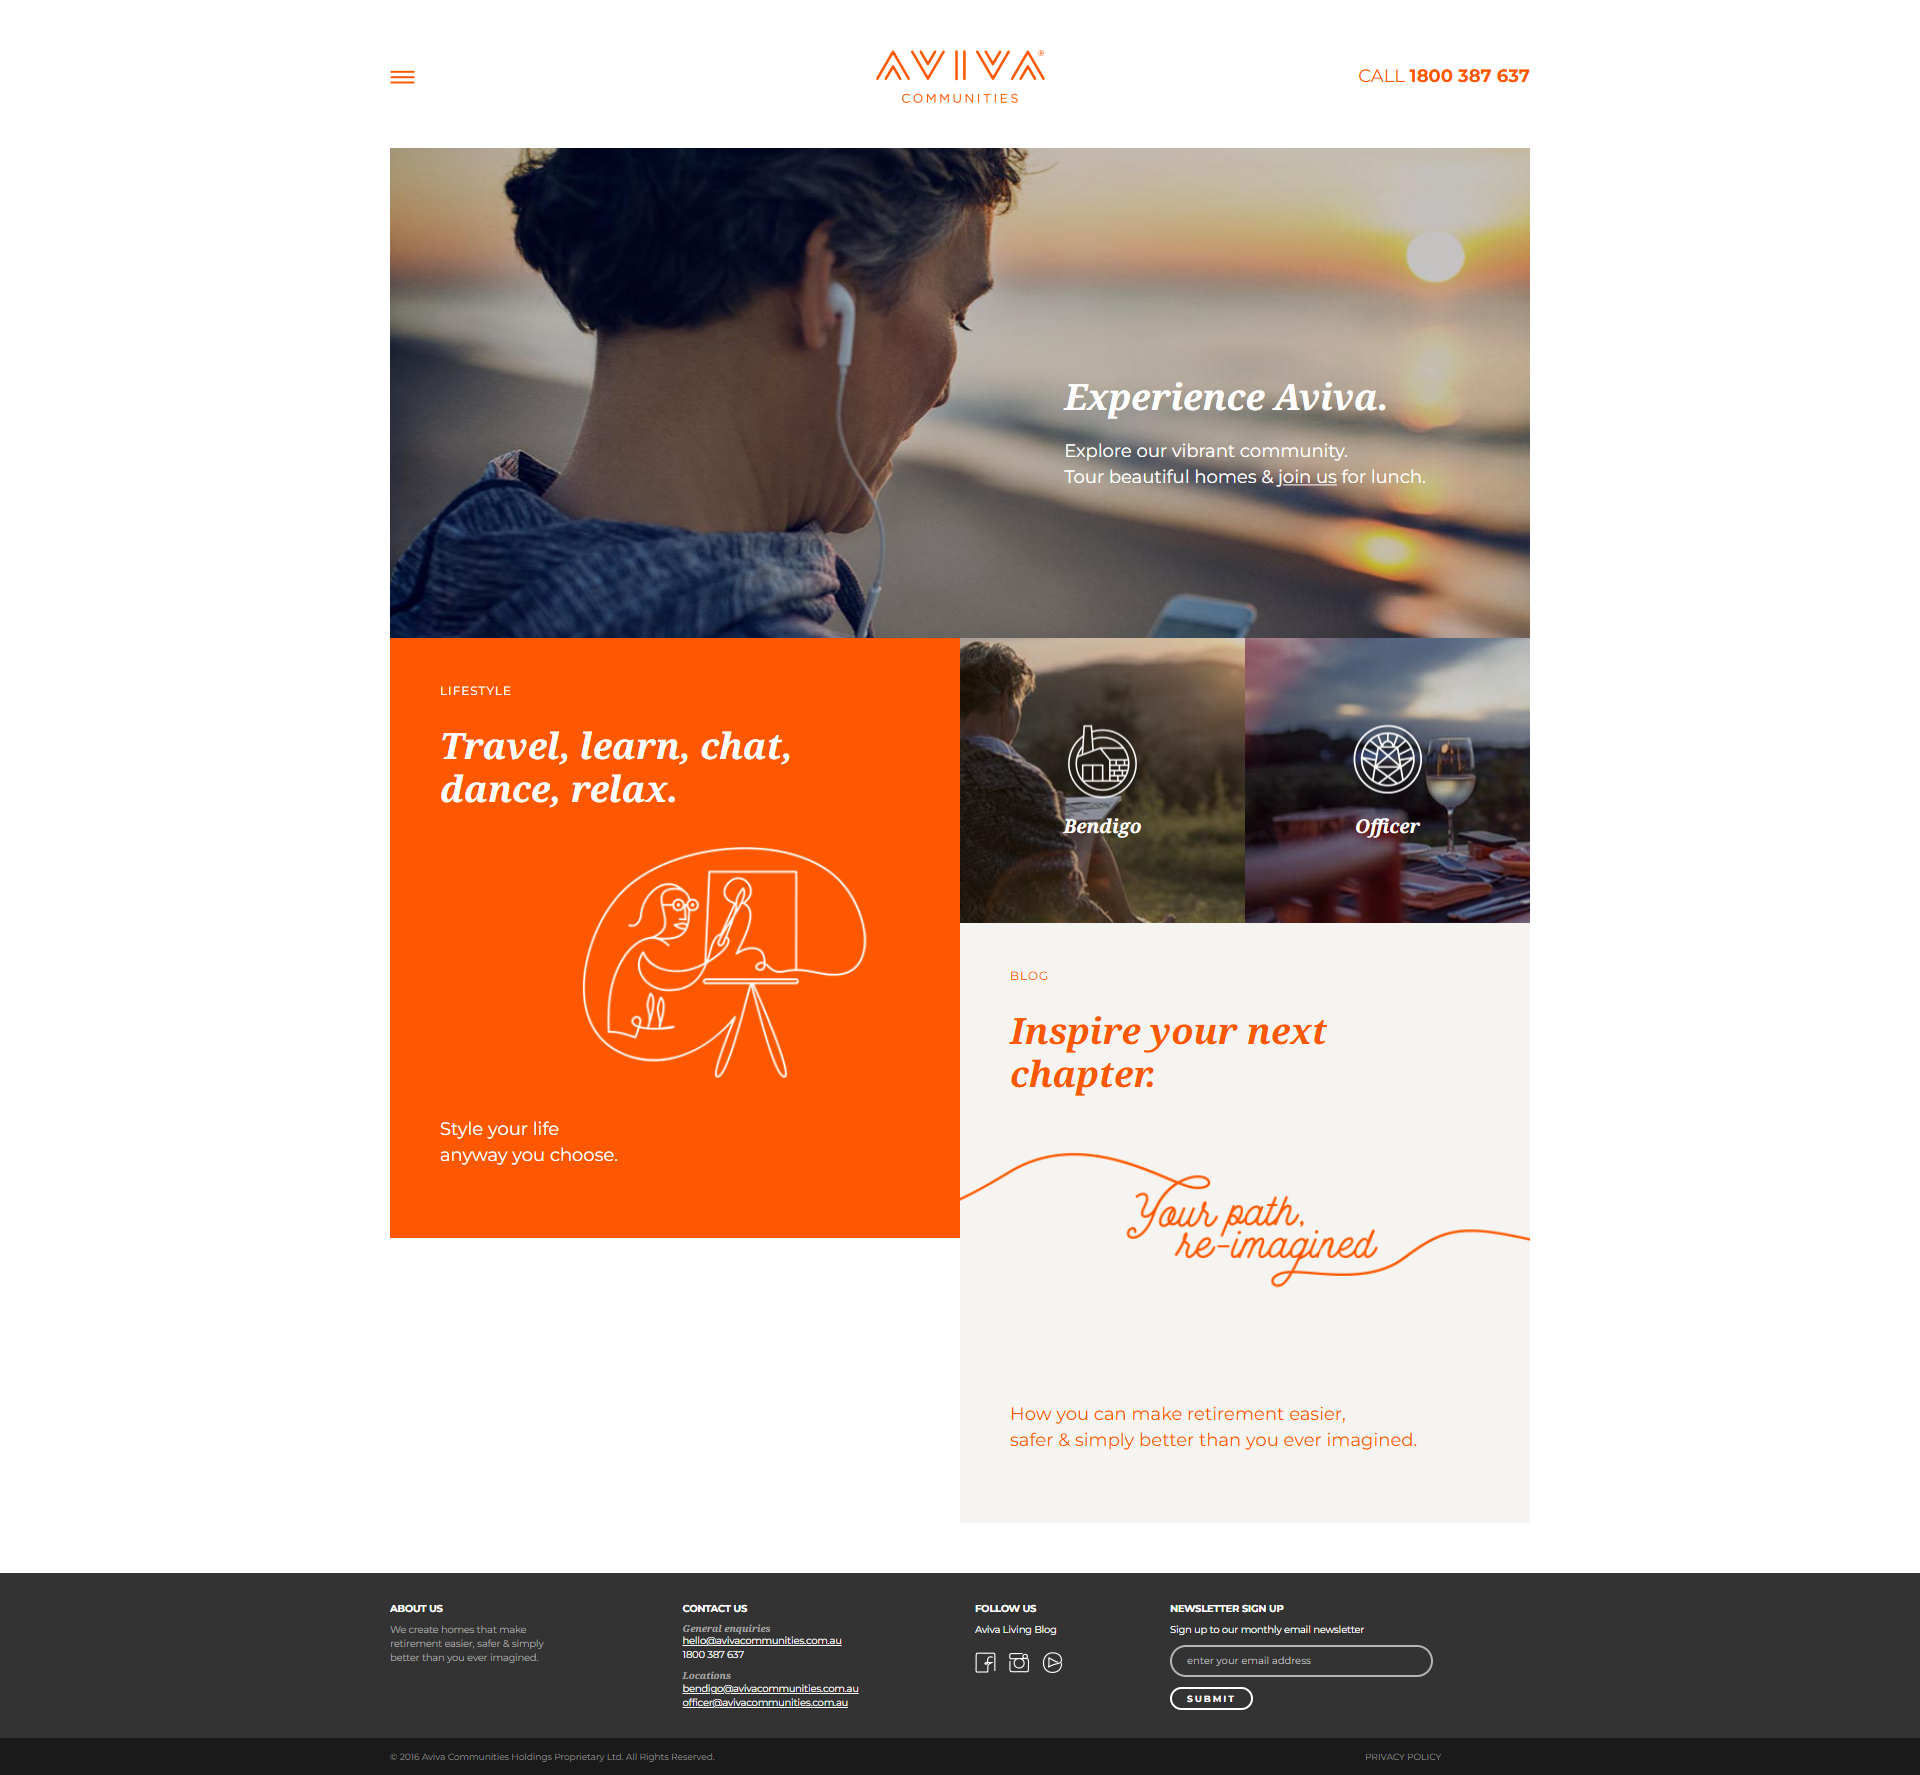 AVIVA®
COMMUNITIES
CALL 1800 387 637
Experience Aviva.
Explore our vibrant community.
Tour beautiful homes & join us for lunch.
LIFESTYLE
Travel, learn, chat,
dance, relax.
Style your life
anyway you choose.
Bendigo
Officer
BLOG
Inspire your next
chapter.
Your path,
re-imagined
How you can make retirement easier,
safer & simply better than you ever imagined.
ABOUT US
We create homes that make
retirement easier, safer & simply
better than you ever imagined.
CONTACT US
General enquiries
hello@avivacommunities.com.au
1800 387 637
Locations
bendigo@avivacommunities.com.au
officer@avivacommunities.com.au
FOLLOW US
Aviva Living Blog
NEWSLETTER SIGN UP
Sign up to our monthly email newsletter
enter your email address
SUBMIT
© 2016 Aviva Communities Holdings Proprietary Ltd. All Rights Reserved.
PRIVACY POLICY